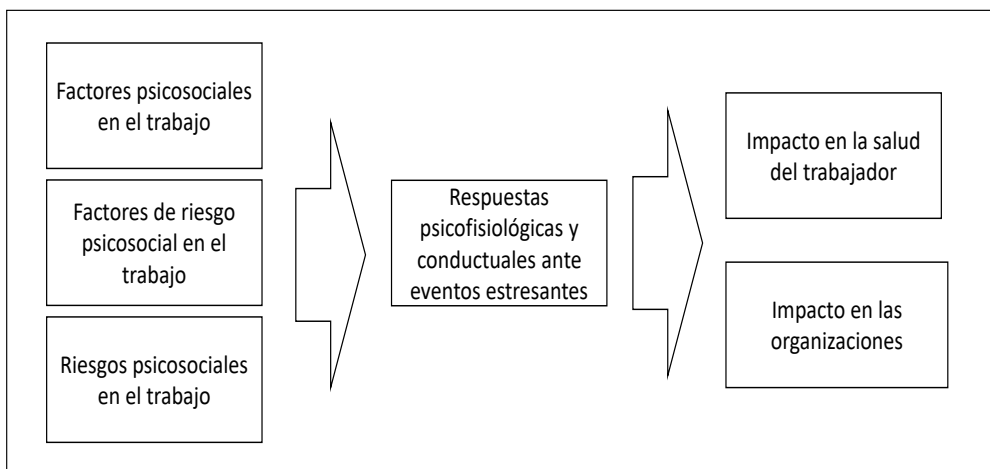 Factores psicosociales
en el trabajo
Factores de riesgo
psicosocial en el
trabajo
Riesgos psicosociales
en el trabajo
Respuestas
psicofisiológicas y
conductuales ante
eventos estresantes
Impacto en la salud
del trabajador
Impacto en las
organizaciones